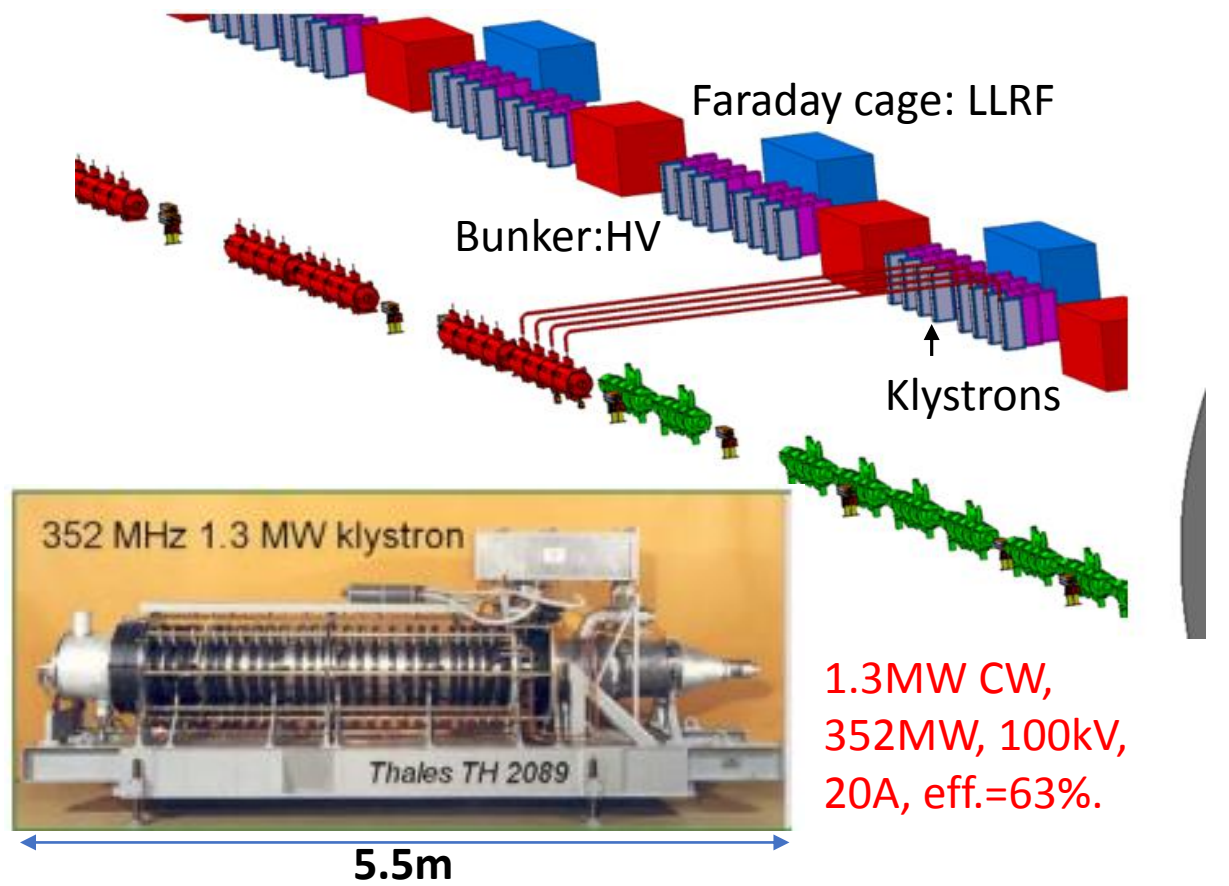 Faraday cage: LLRF
Bunker:HV
Klystrons
352 MHz 1.3 MW klystron
Thales TH 2089
5.5m
1.3MW CW,
352MW, 100kV,
20A, eff.=63%.